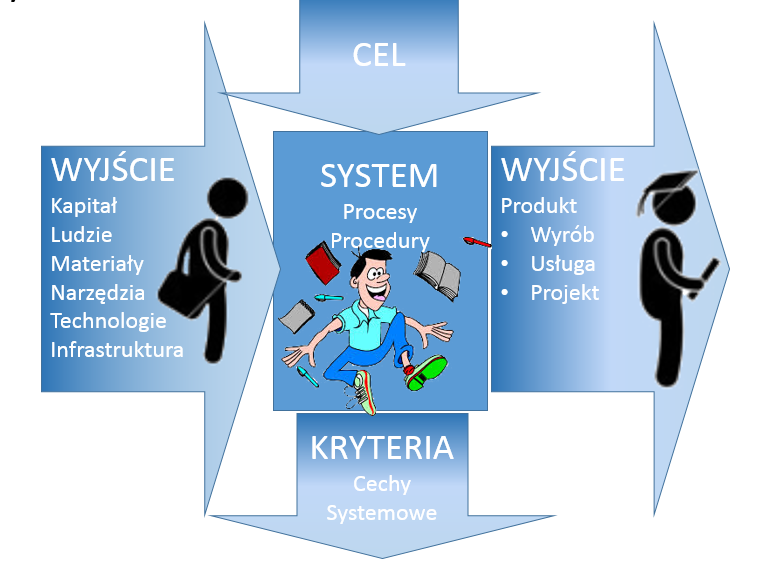 CEL
WYJŚCIE
Kapitał
Ludzie
Materiały
Narzędzia
Technologie
Infrastruktura
SYSTEM
Procesy
Procedury
WYJŚCIE
Produkt
• Wyrób
• Usługa
• Projekt
KRYTERIA
Cechy
Systemowe